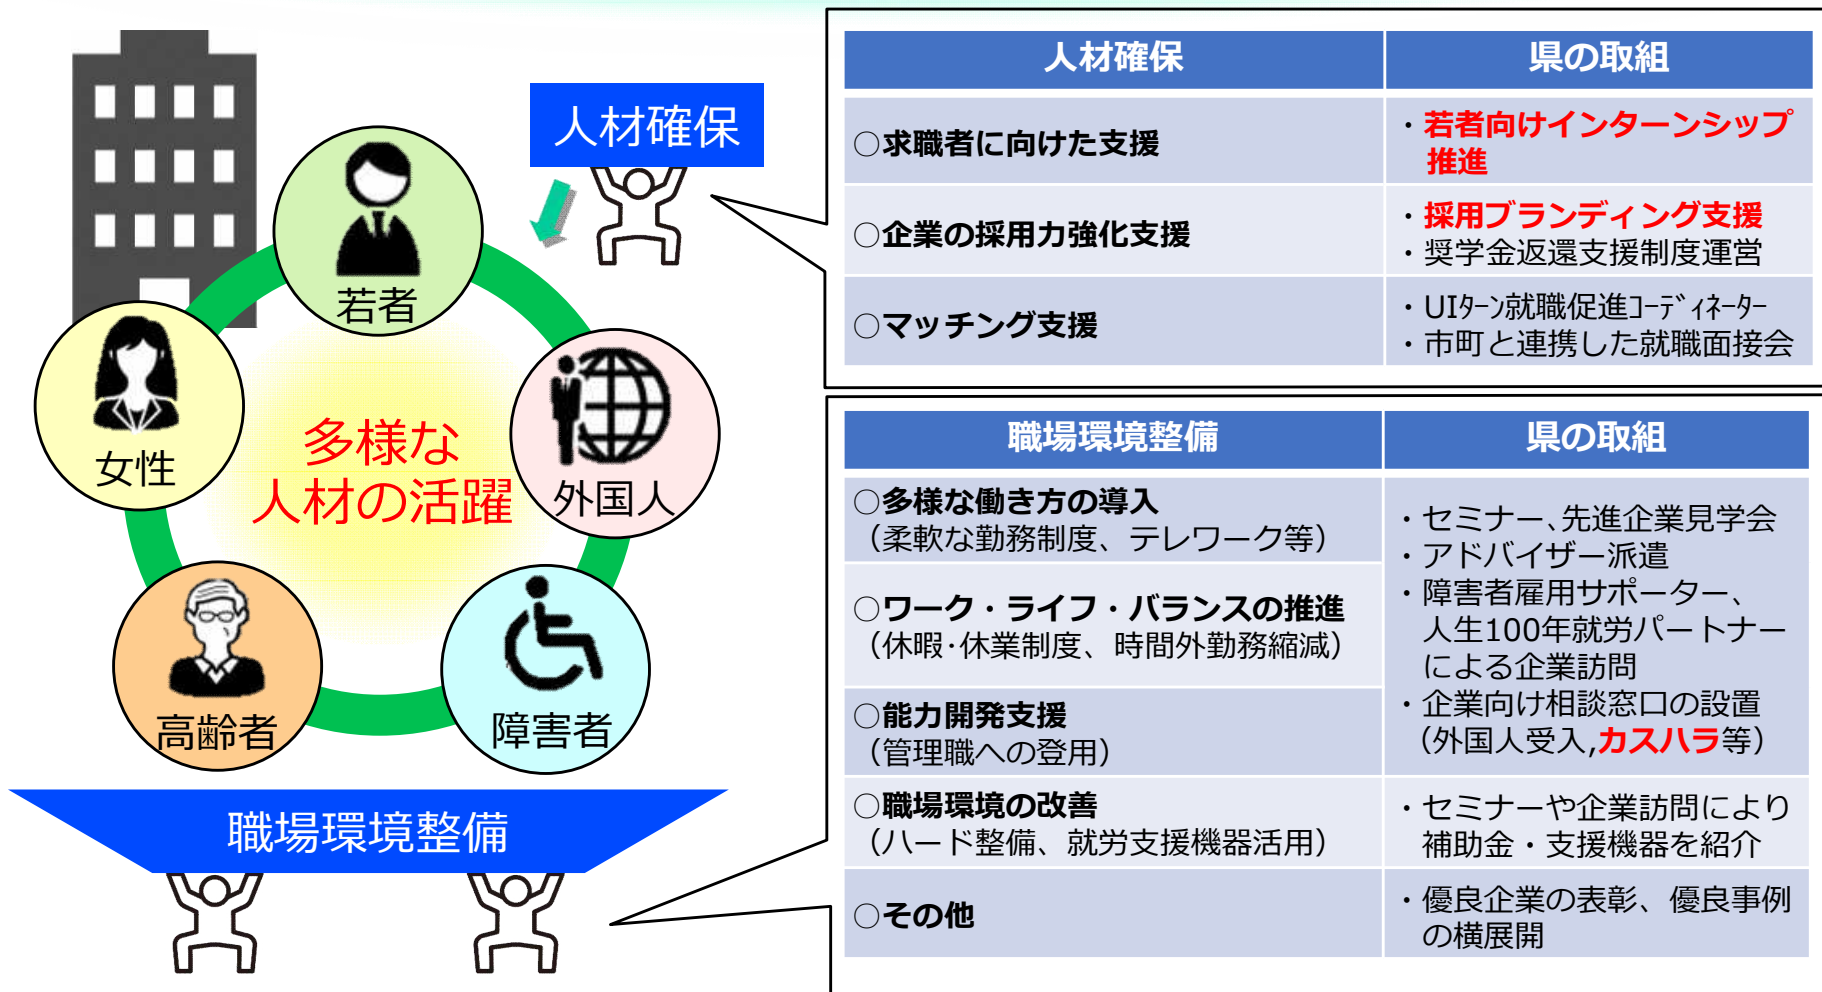 人材確保
若者
女性
多様な
人材の活躍
外国人
高齢者
障害者
職場環境整備
人材確保 県の取組
○求職者に向けた支援
・若者向けインターンシップ
推進
○企業の採用力強化支援
・採用ブランディング支援
・奨学金返還支援制度運営
○マッチング支援
・UIﾀｰﾝ就職促進ｺｰﾃﾞｨﾈｰﾀｰ
・市町と連携した就職面接会
職場環境整備 県の取組
○多様な働き方の導入
（柔軟な勤務制度、テレワーク等）
○ワーク・ライフ・バランスの推進
（休暇･休業制度、時間外勤務縮減）
○能力開発支援
（管理職への登用）
・セミナー、先進企業見学会
・アドバイザー派遣
・障害者雇用サポーター、
人生100年就労パートナー
による企業訪問
・企業向け相談窓口の設置
（外国人受入,カスハラ等）
○職場環境の改善
（ハード整備、就労支援機器活用）
・セミナーや企業訪問により
補助金・支援機器を紹介
○その他
・優良企業の表彰、優良事例
の横展開